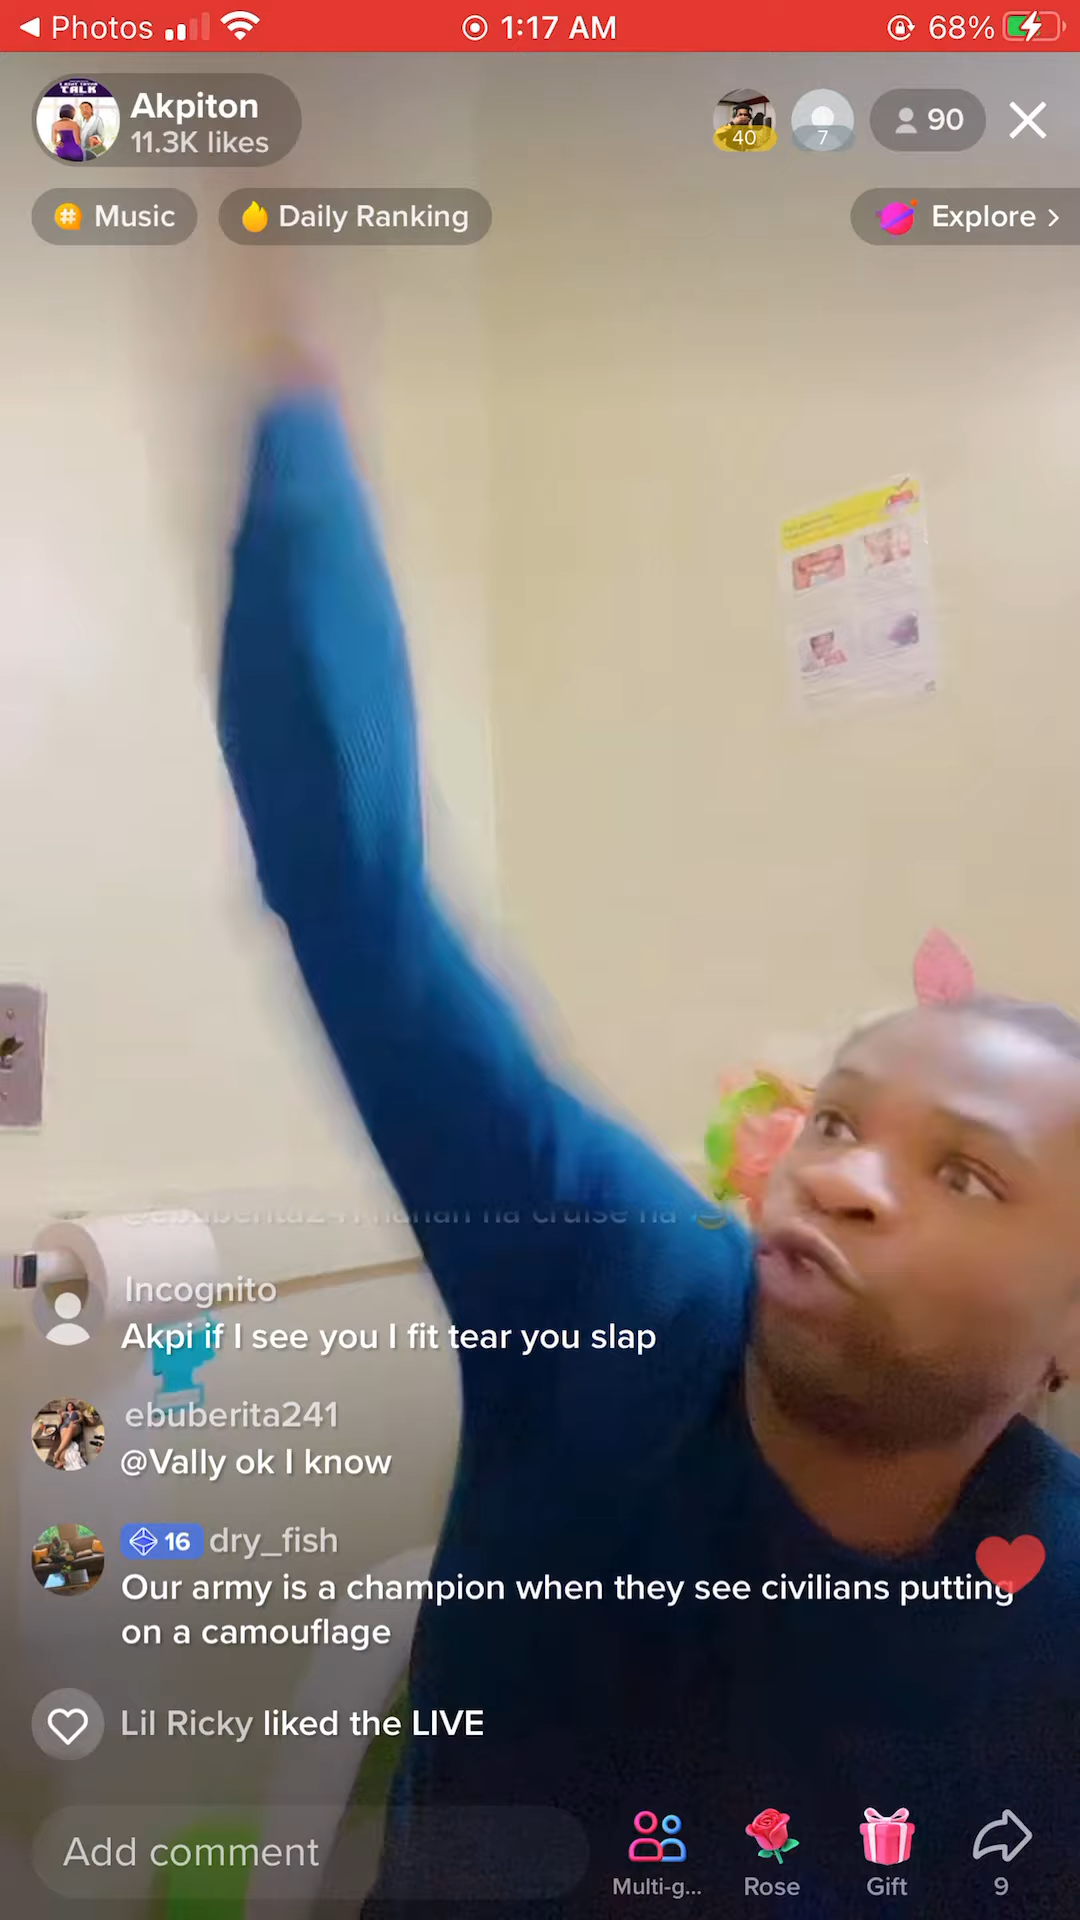 Photos
1:17 AM
68%
TALK
Akpiton
11.3K likes
40
7
90
Music
Daily Ranking
Explore
Incognito
Akpi if I see you I fit tear you slap
ebuberita241
@Vally ok I know
16 dry_fish
Our army is a champion when they see civilians putting
on a camouflage
Lil Ricky liked the LIVE
Add comment
Multi-g...
Rose
Gift
9